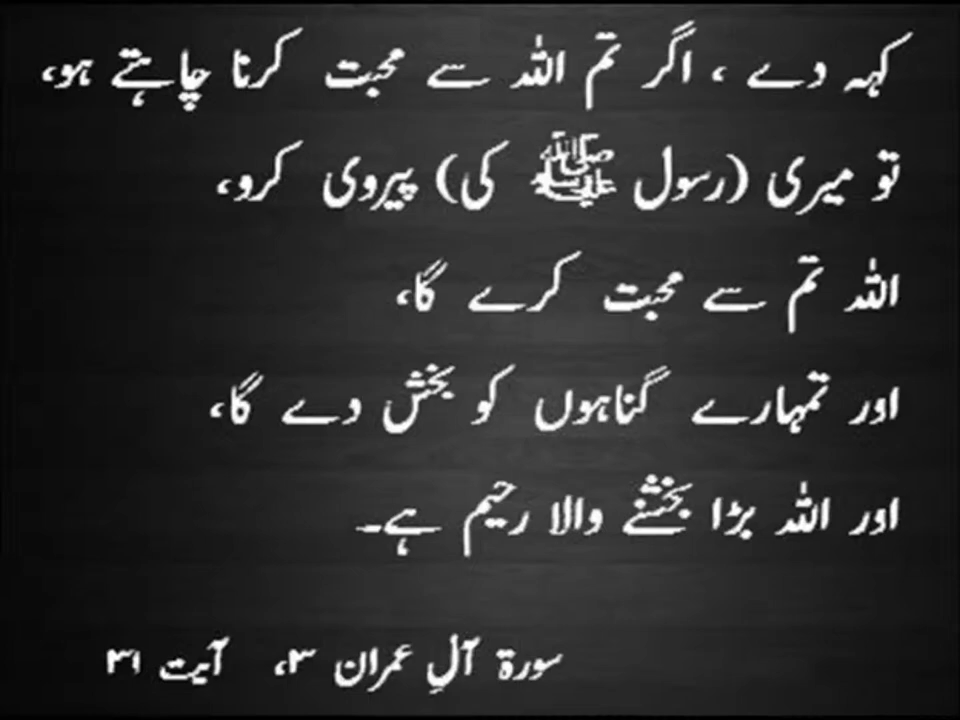 کہہ دے ، اگر تم اللہ سے محبت کرنا چاہتے ہو،
تو میری (رسول ﷺ کی) پیروی کرو،
اللہ تم سے محبت کرے گا،
اور تمہارے گناہوں کو بخش دے گا،
اور اللہ بڑا بخشنے والا رحیم ہے۔
سورۃ آلِ عمران ۳، آیت ۳۱